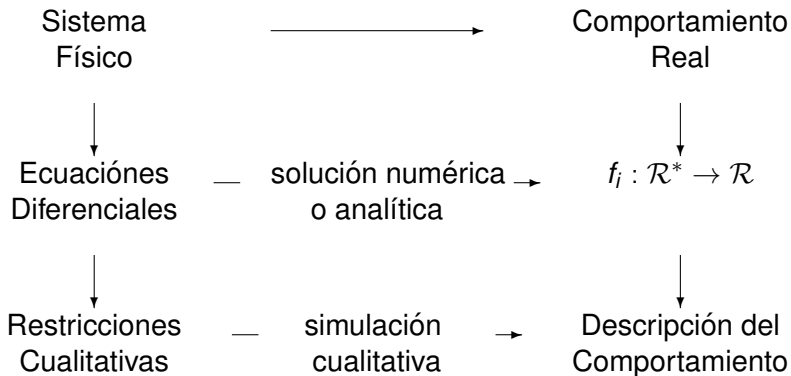 Sistema
Físico
Comportamiento
Real
Ecuaciónes
Diferenciales
solución numérica
o analítica
f_i : R* → R
Restricciones
Cualitativas
simulación
cualitativa
Descripción del
Comportamiento